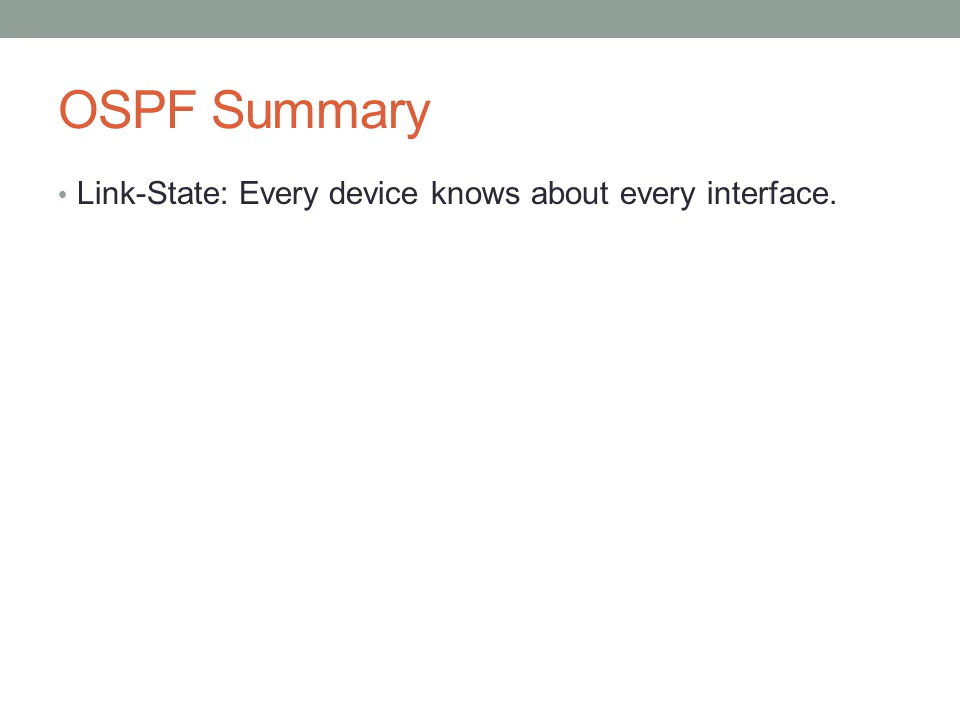 OSPF Summary
• Link-State: Every device knows about every interface.